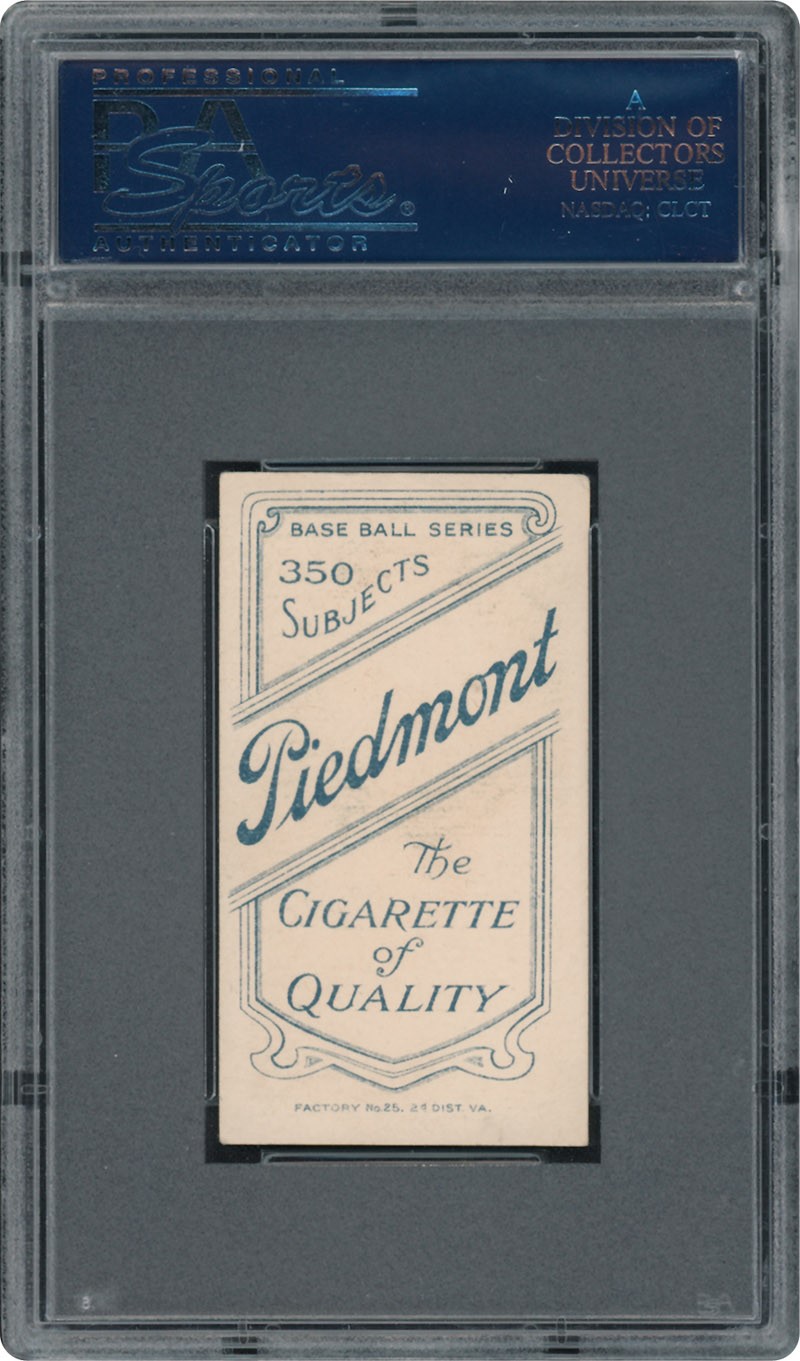 PROFESSIONAL
PSA
Sports®
AUTHENTICATOR
A
DIVISION OF
COLLECTORS
UNIVERSE
NASDAQ: CLCT
BASE BALL SERIES
350
SUBJECTS
Piedmont
The
CIGARETTE
of
QUALITY
FACTORY No.25, 2d DIST. VA.